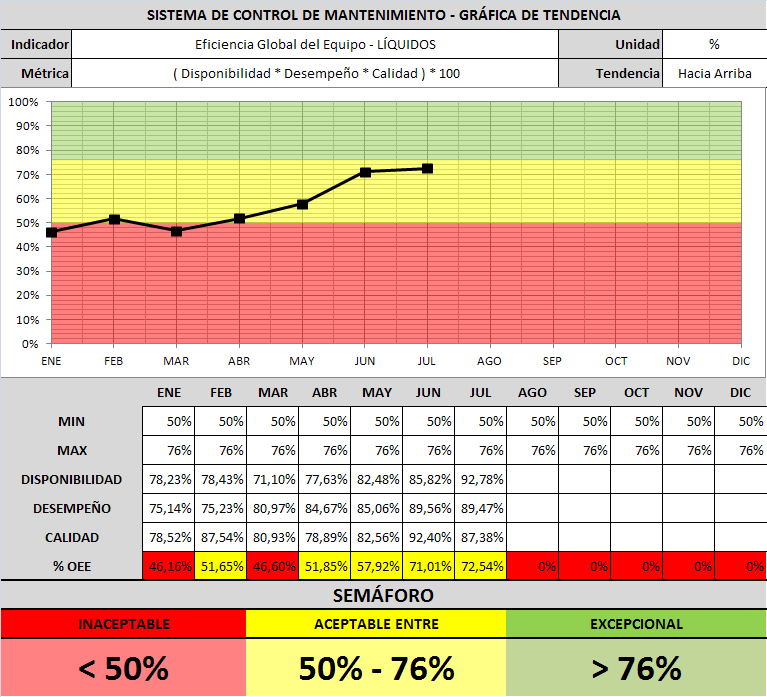 SISTEMA DE CONTROL DE MANTENIMIENTO - GRÁFICA DE TENDENCIA
Indicador Eficiencia Global del Equipo - LÍQUIDOS Unidad %
Métrica ( Disponibilidad * Desempeño * Calidad ) * 100 Tendencia Hacia Arriba
100%
90%
80%
70%
60%
50%
40%
30%
20%
10%
0%
ENE FEB MAR ABR MAY JUN JUL AGO SEP OCT NOV DIC
ENE FEB MAR ABR MAY JUN JUL AGO SEP OCT NOV DIC
MIN 50% 50% 50% 50% 50% 50% 50% 50% 50% 50% 50% 50%
MAX 76% 76% 76% 76% 76% 76% 76% 76% 76% 76% 76% 76%
DISPONIBILIDAD 78,23% 78,43% 71,10% 77,63% 82,48% 85,82% 92,78%
DESEMPEÑO 75,14% 75,23% 80,97% 84,67% 85,06% 89,56% 89,47%
CALIDAD 78,52% 87,54% 80,93% 78,89% 82,56% 92,40% 87,38%
% OEE 46,16% 51,65% 46,60% 51,85% 57,92% 71,01% 72,54% 0% 0% 0% 0% 0%
SEMÁFORO
INACEPTABLE ACEPTABLE ENTRE EXCEPCIONAL
< 50% 50% - 76% > 76%